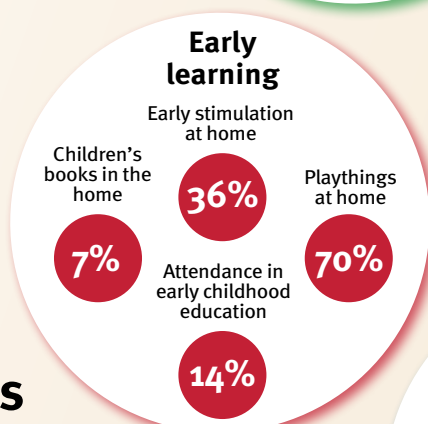 Early
learning
Early stimulation
at home
36%
Children's
books in the
home
7%
Playthings
at home
70%
Attendance in
early childhood
education
14%
s